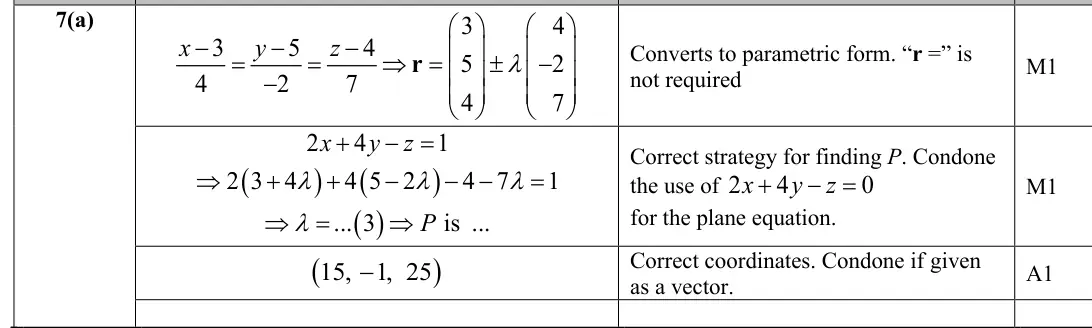 7(a)
(x−3)/4 = (y−5)/−2 = (z−4)/7 ⇒ r = (3 5 4) ± λ (4 −2 7)
Converts to parametric form. “r =” is
not required
M1
2x + 4y − z = 1
⇒ 2(3+4λ) + 4(5−2λ) − 4 − 7λ = 1
⇒ λ = ...(3) ⇒ P is ...
Correct strategy for finding P. Condone
the use of 2x + 4y − z = 0
for the plane equation.
M1
(15, −1, 25)
Correct coordinates. Condone if given
as a vector.
A1